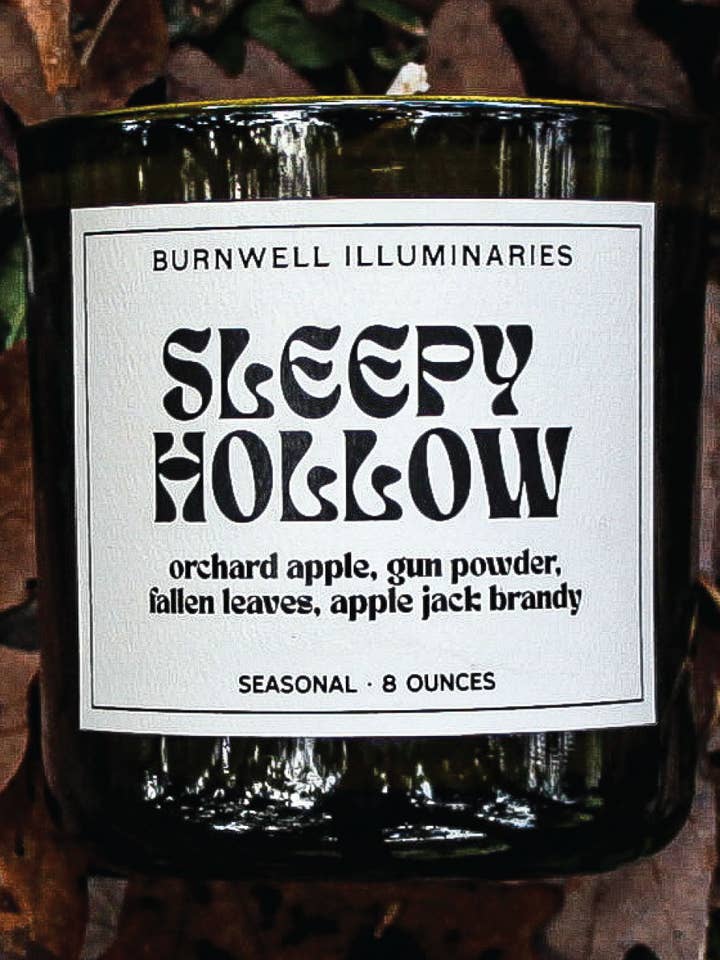 BURNWELL ILLUMINARIES
SLEEPY
HOLLOW
orchard apple, gun powder,
fallen leaves, apple jack brandy
SEASONAL · 8 OUNCES